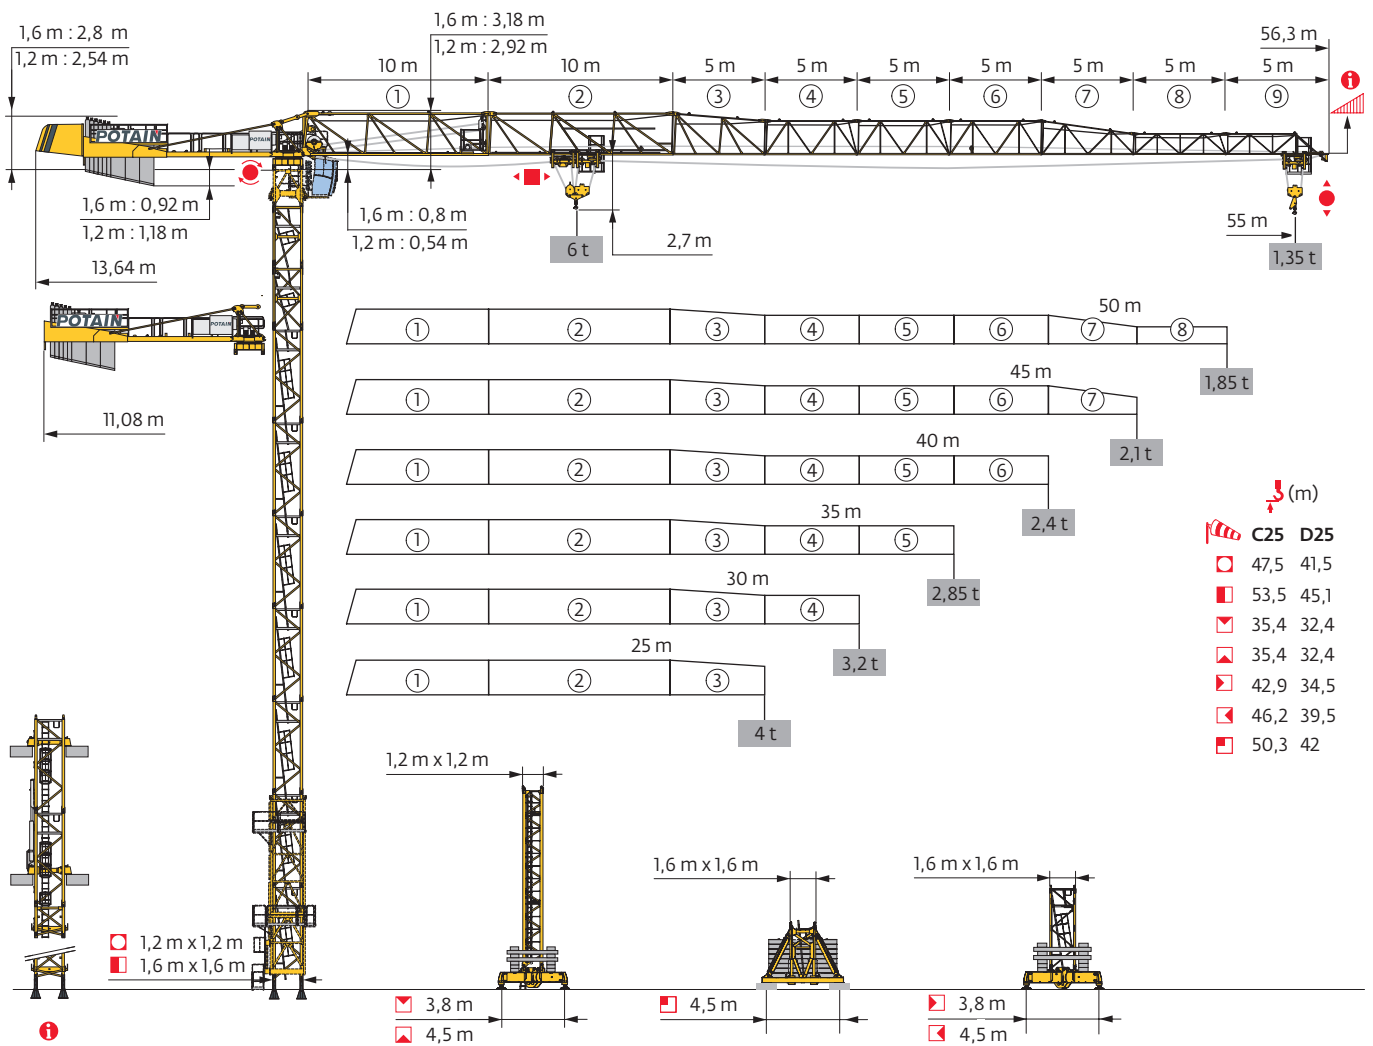 1,6 m : 2,8 m
1,2 m : 2,54 m
1,6 m : 3,18 m
1,2 m : 2,92 m
56,3 m
10 m
10 m
5 m
5 m
5 m
5 m
5 m
5 m
5 m
1
2
3
4
5
6
7
8
9
i
POTAIN
POTAIN
1,6 m : 0,92 m
1,2 m : 1,18 m
1,6 m : 0,8 m
1,2 m : 0,54 m
6 t
2,7 m
55 m
1,35 t
13,64 m
POTAIN
POTAIN
11,08 m
50 m
1 2 3 4 5 6 7 8
1,85 t
45 m
1 2 3 4 5 6 7
2,1 t
40 m
1 2 3 4 5 6
2,4 t
35 m
1 2 3 4 5
2,85 t
30 m
1 2 3 4
3,2 t
25 m
1 2 3
4 t
(m)
C25 D25
47,5 41,5
53,5 45,1
35,4 32,4
35,4 32,4
42,9 34,5
46,2 39,5
50,3 42
1,2 m x 1,2 m
1,6 m x 1,6 m
1,6 m x 1,6 m
1,2 m x 1,2 m
1,6 m x 1,6 m
3,8 m
4,5 m
4,5 m
3,8 m
4,5 m
i